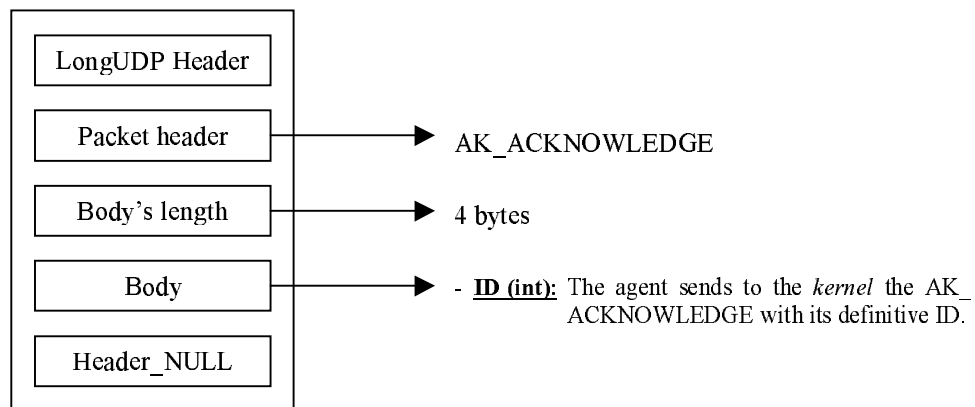 LongUDP Header
Packet header
AK_ACKNOWLEDGE
Body's length
4 bytes
Body
- ID (int): The agent sends to the kernel the AK_
ACKNOWLEDGE with its definitive ID.
Header_NULL